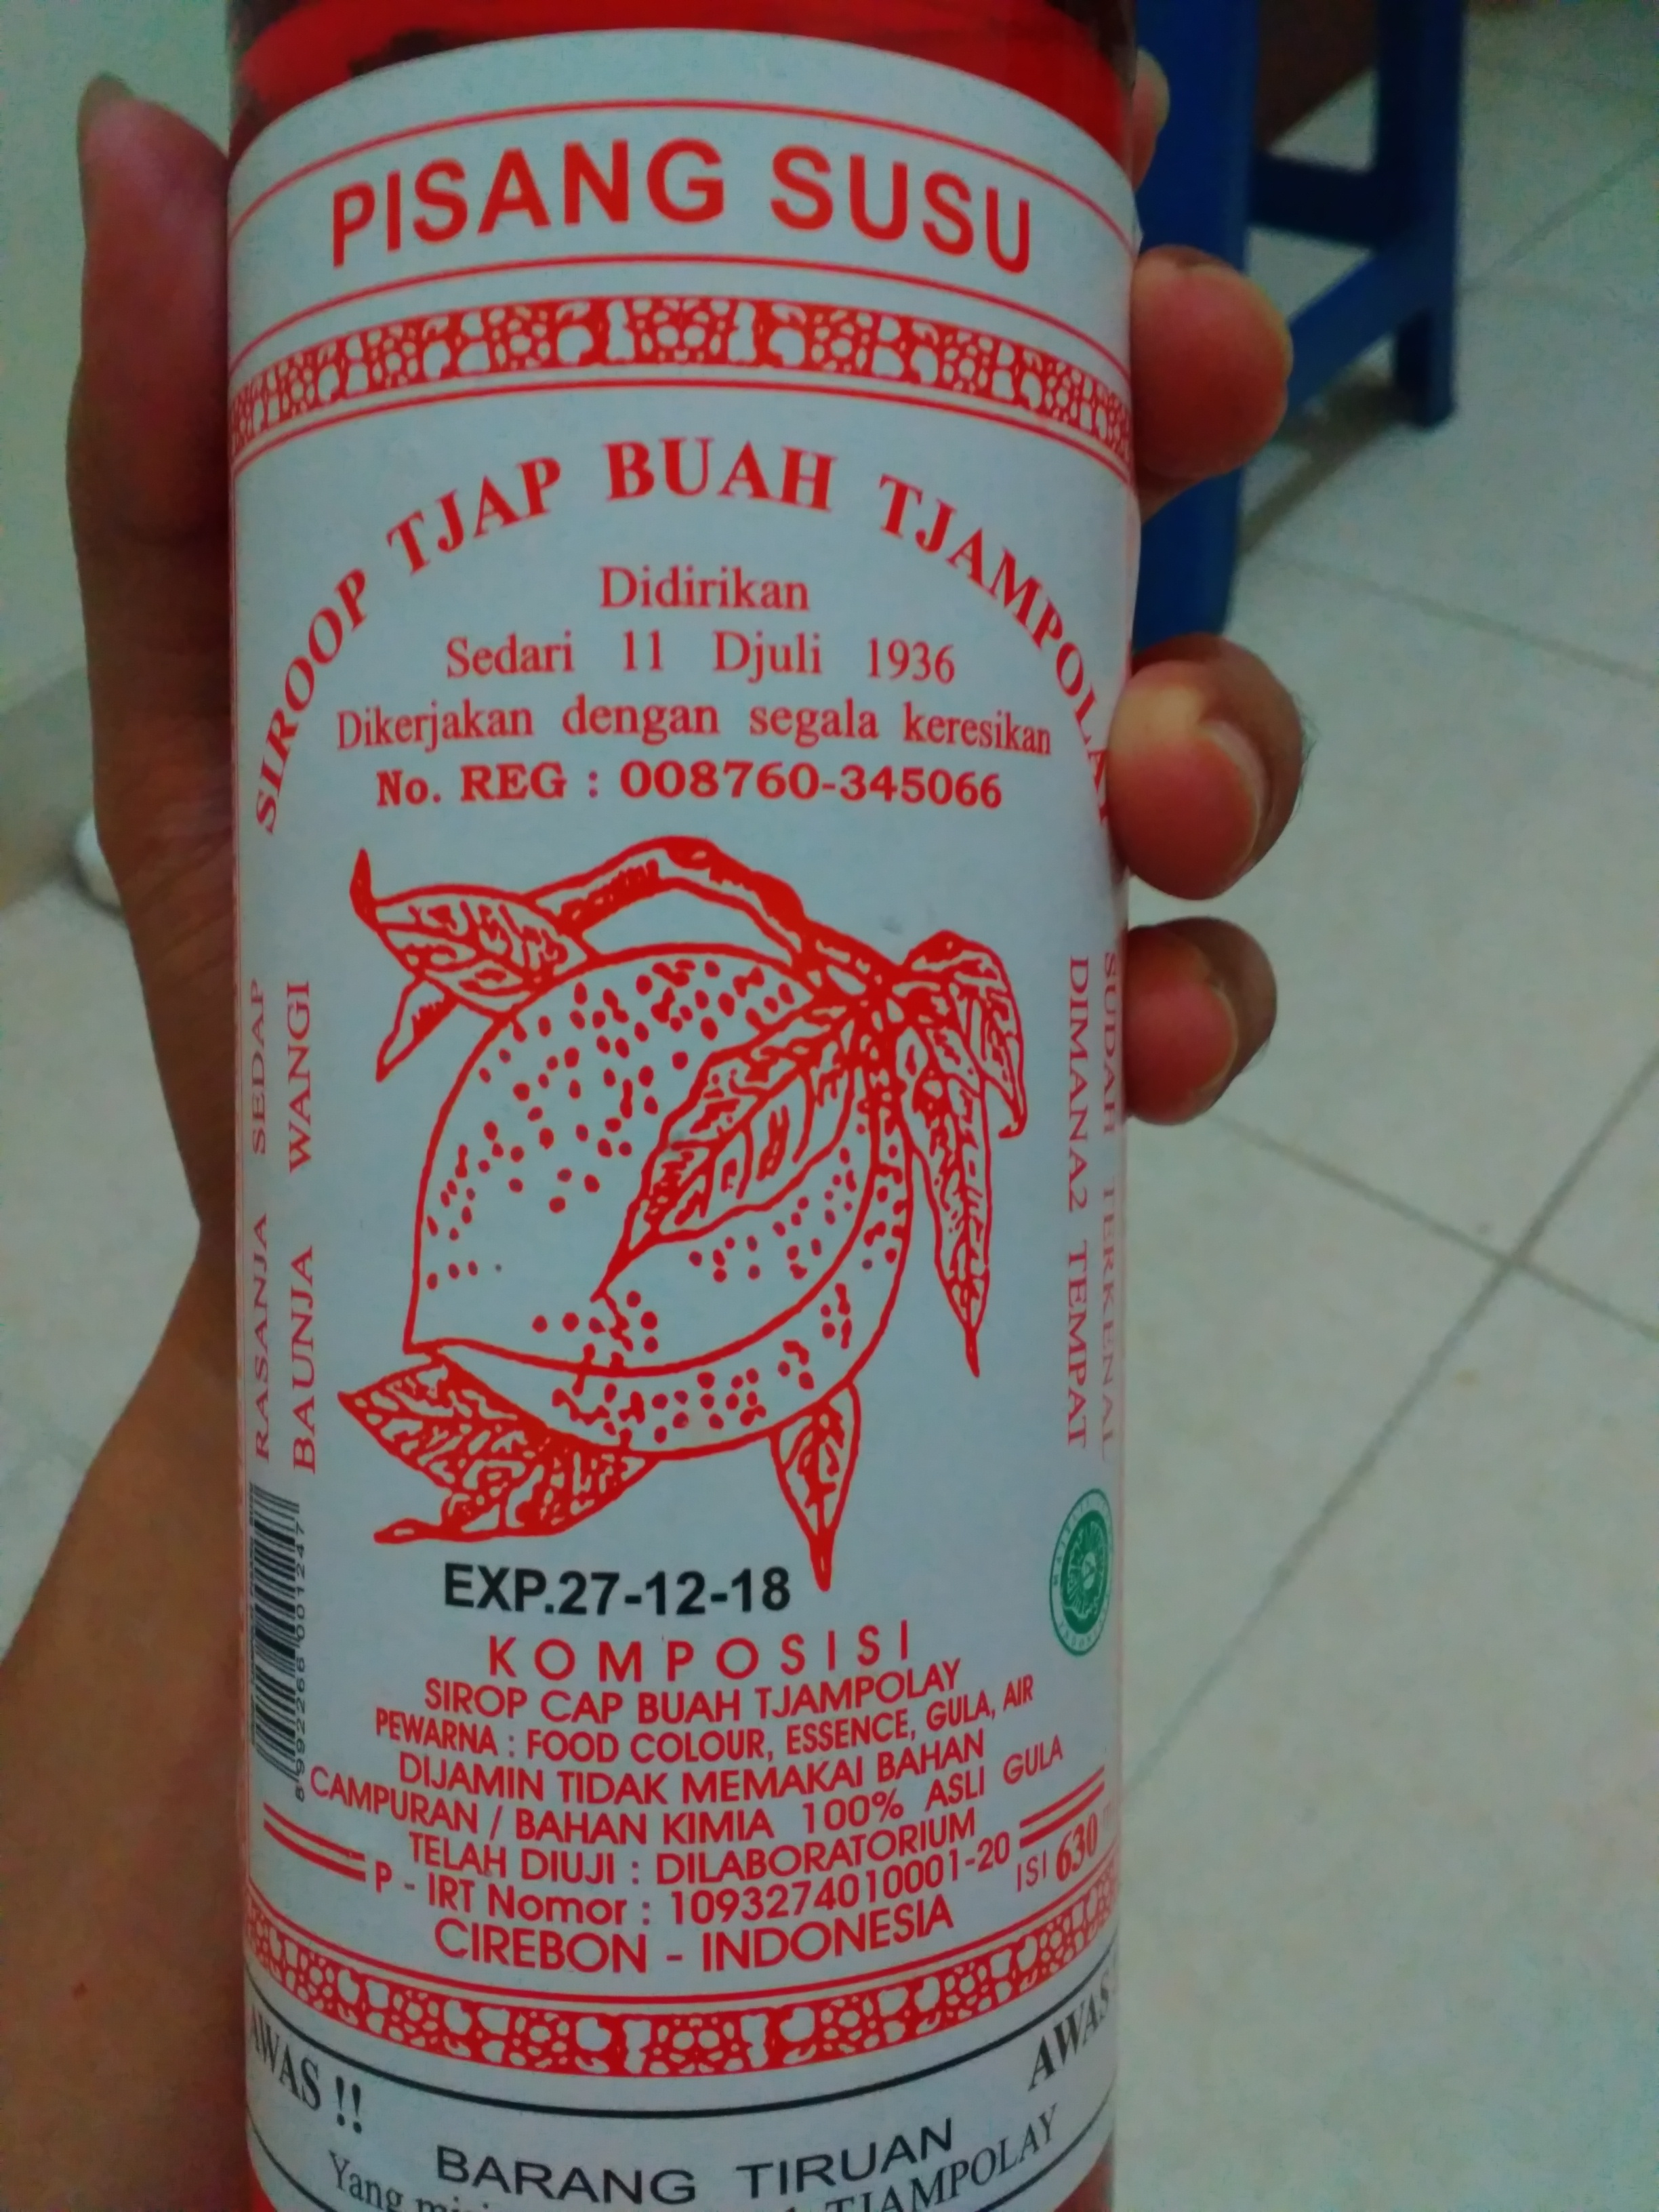 PISANG SUSU
SIROOP TJAP BUAH TJAMPOLAY
Didirikan
Sedari 11 Djuli 1936
Dikerjakan dengan segala keresikan
No. REG : 008760-345066
RASANJA SEDAP
BAUNJA WANGI
SUDAH TERKENAL
DIMANA2 TEMPAT
EXP.27-12-18
KOMPOSISI
SIROP CAP BUAH TJAMPOLAY
PEWARNA : FOOD COLOUR, ESSENCE, GULA, AIR
DIJAMIN TIDAK MEMAKAI BAHAN
CAMPURAN / BAHAN KIMIA 100% ASLI GULA
TELAH DIUJI : DILABORATORIUM
P - IRT Nomor : 1093274010001-20
ISI 630
CIREBON - INDONESIA
8992266001247
AWAS !!
AWAS
BARANG TIRUAN
Yang TJAMPOLAY